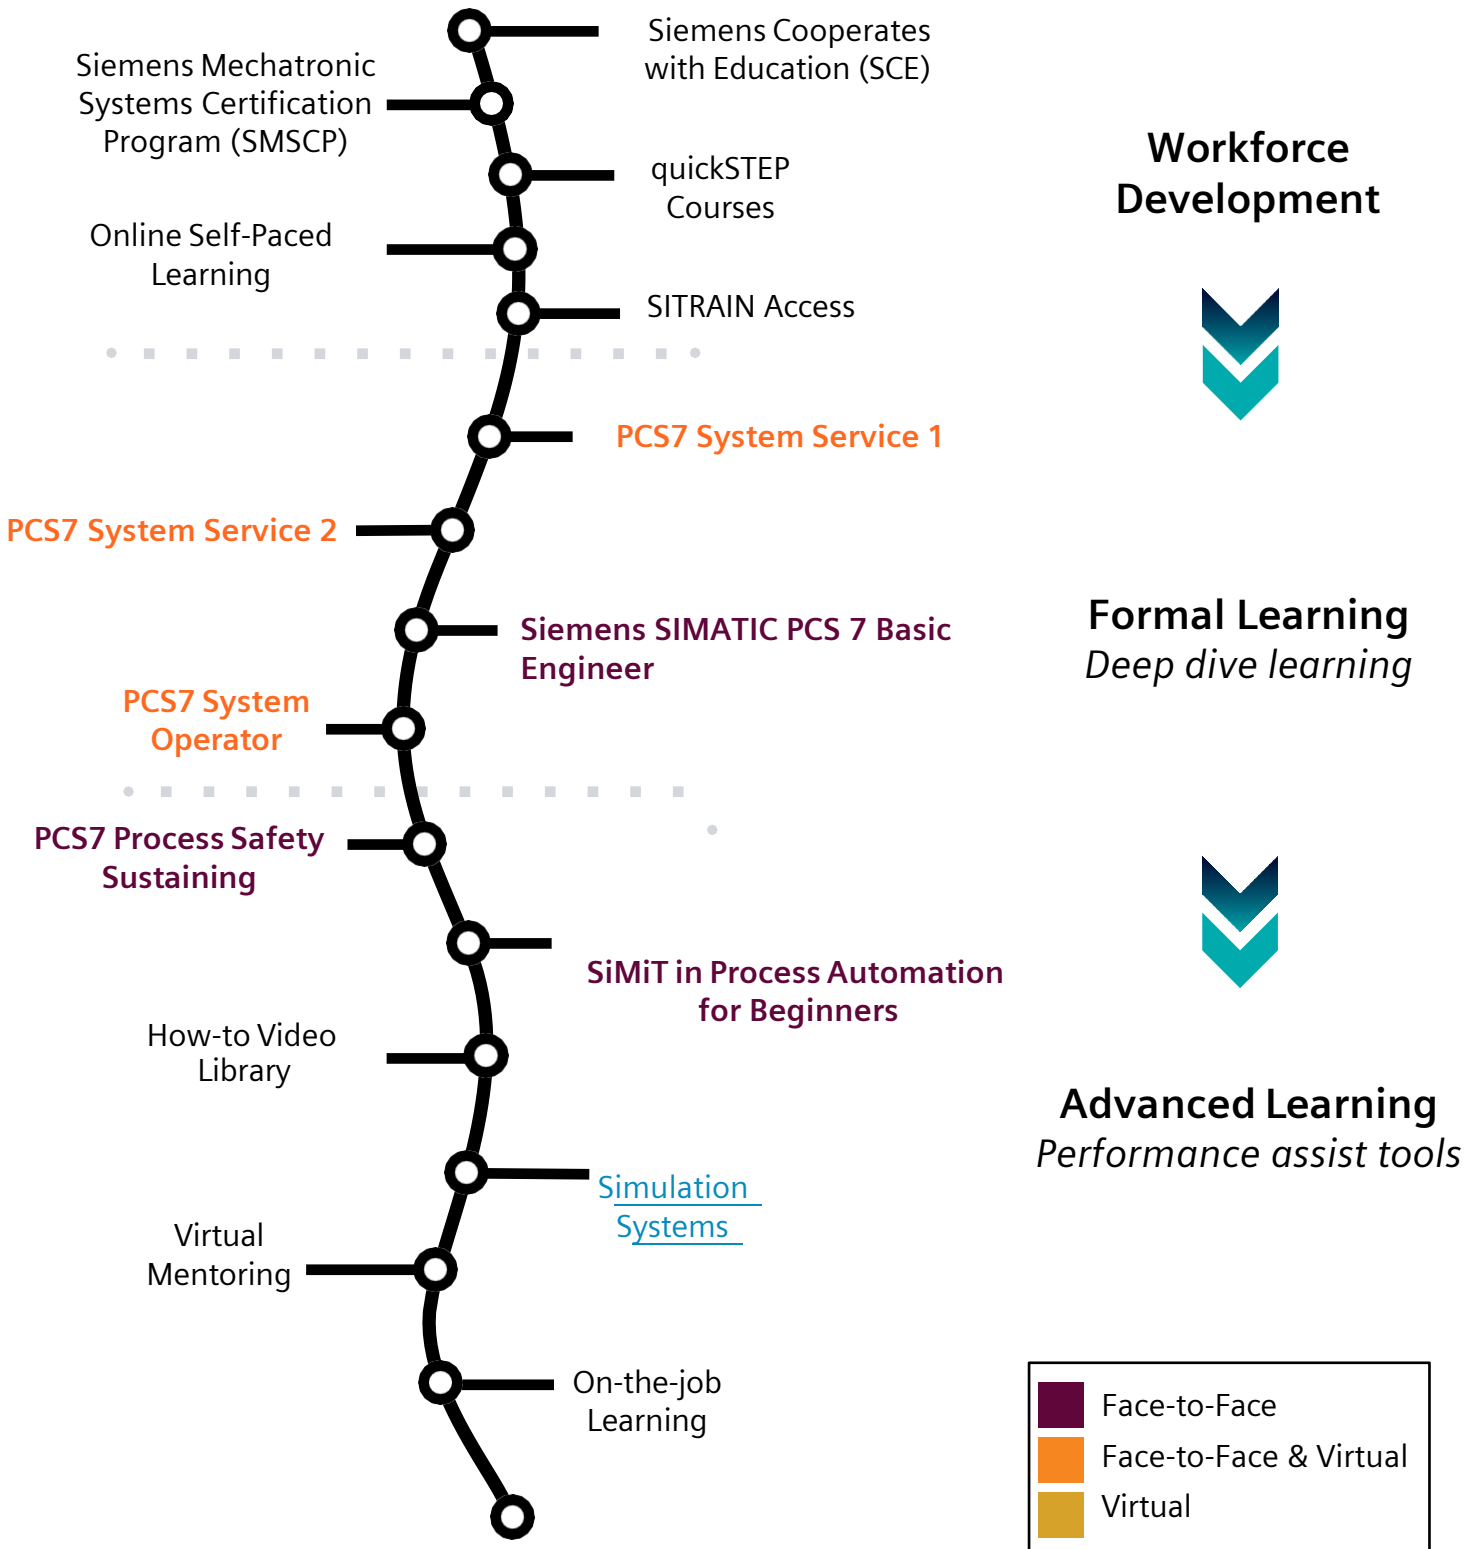 Siemens Cooperates
with Education (SCE)
Siemens Mechatronic
Systems Certification
Program (SMSCP)
quickSTEP
Courses
Online Self-Paced
Learning
SITRAIN Access
Workforce
Development
PCS7 System Service 1
PCS7 System Service 2
Siemens SIMATIC PCS 7 Basic
Engineer
PCS7 System
Operator
Formal Learning
Deep dive learning
PCS7 Process Safety
Sustaining
SiMiT in Process Automation
for Beginners
How-to Video
Library
Simulation
Systems
Virtual
Mentoring
On-the-job
Learning
Advanced Learning
Performance assist tools
Face-to-Face
Face-to-Face & Virtual
Virtual